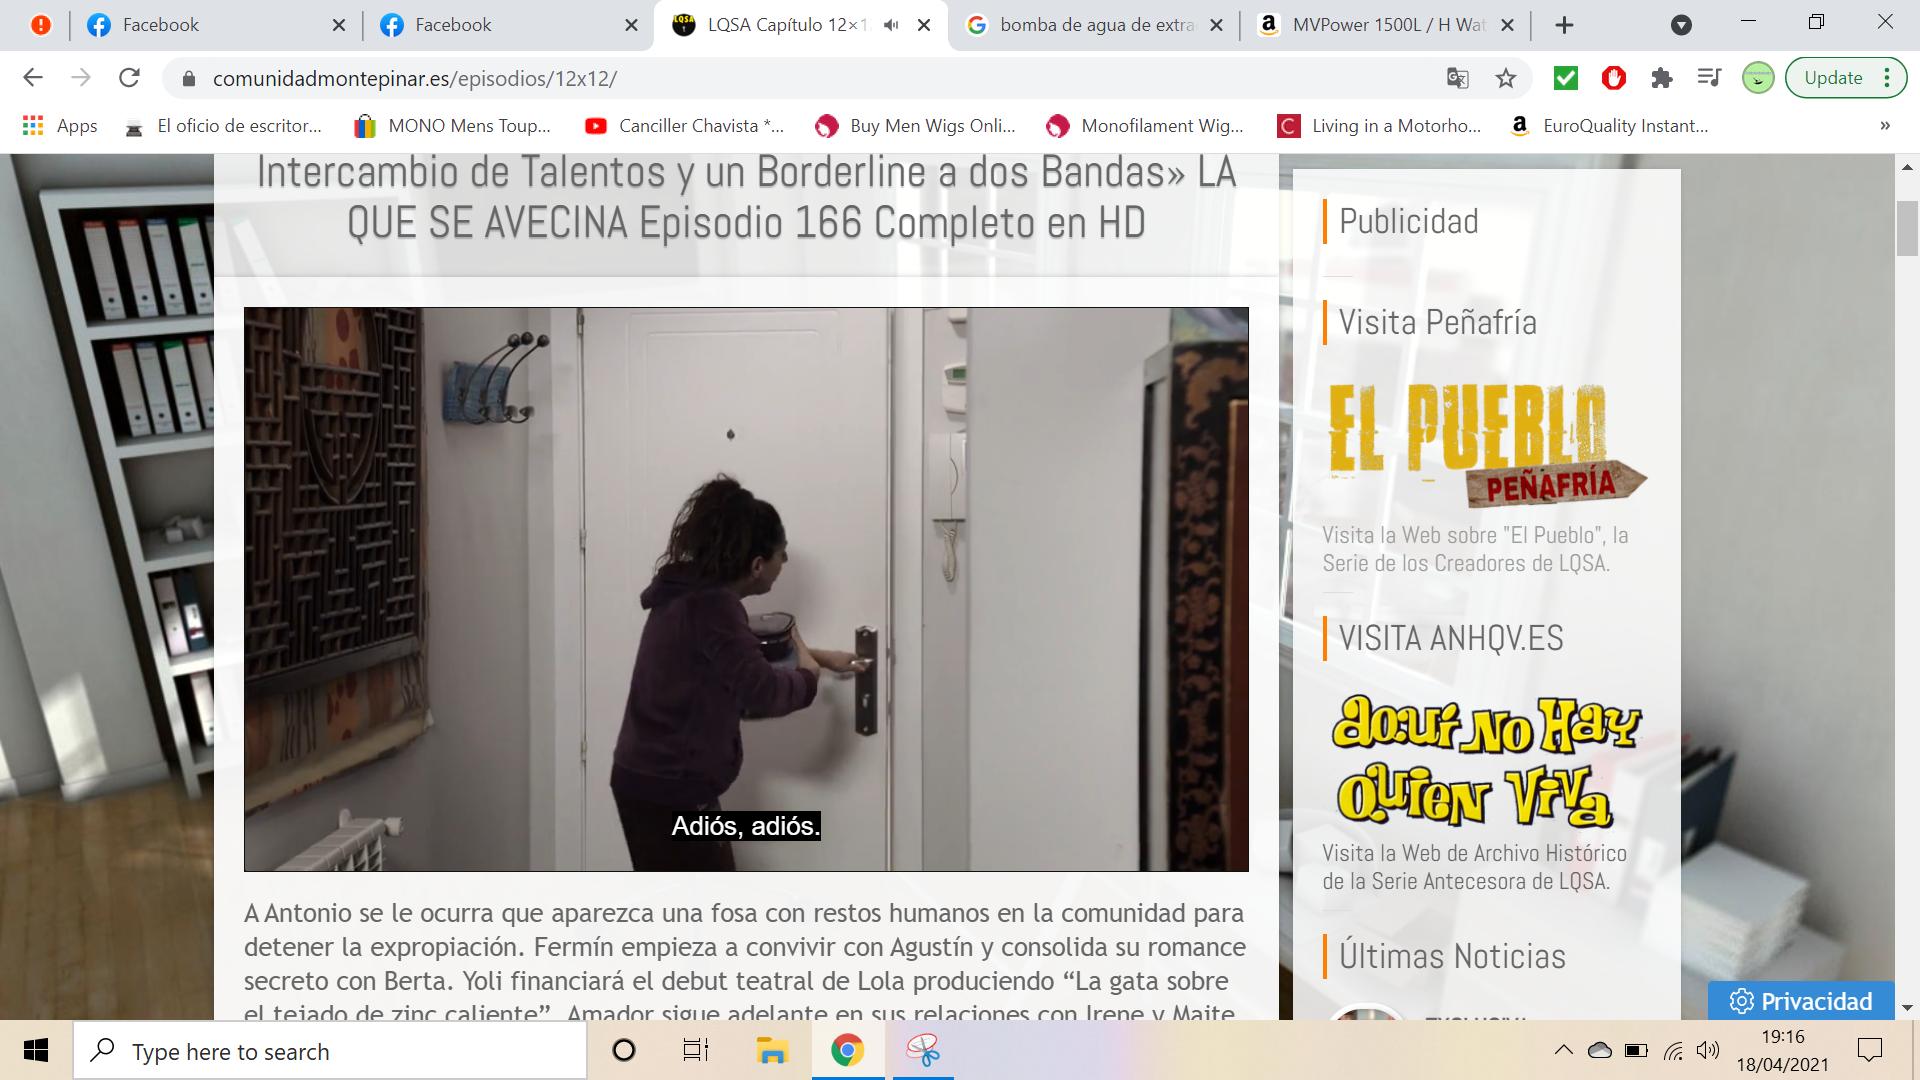 Facebook
Facebook
LQSA Capítulo 12×1
bomba de agua de extra
MVPower 1500L / H Wat
comunidadmontepinar.es/episodios/12x12/
Update
Apps
El oficio de escritor...
MONO Mens Toup...
Canciller Chavista *...
Buy Men Wigs Onli...
Monofilament Wig...
Living in a Motorho...
EuroQuality Instant...
»
Intercambio de Talentos y un Borderline a dos Bandas» LA
QUE SE AVECINA Episodio 166 Completo en HD
Adiós, adiós.
A Antonio se le ocurra que aparezca una fosa con restos humanos en la comunidad para
detener la expropiación. Fermín empieza a convivir con Agustín y consolida su romance
secreto con Berta. Yoli financiará el debut teatral de Lola produciendo “La gata sobre
el tejado de zinc caliente”. Amador sigue adelante en sus relaciones con Irene y Maite
Publicidad
Visita Peñafría
EL PUEBLO
PEÑAFRÍA
Visita la Web sobre "El Pueblo", la
Serie de los Creadores de LQSA.
VISITA ANHQV.ES
aquí no hay
quien viva
Visita la Web de Archivo Histórico
de la Serie Antecesora de LQSA.
Últimas Noticias
Privacidad
Type here to search
19:16
18/04/2021